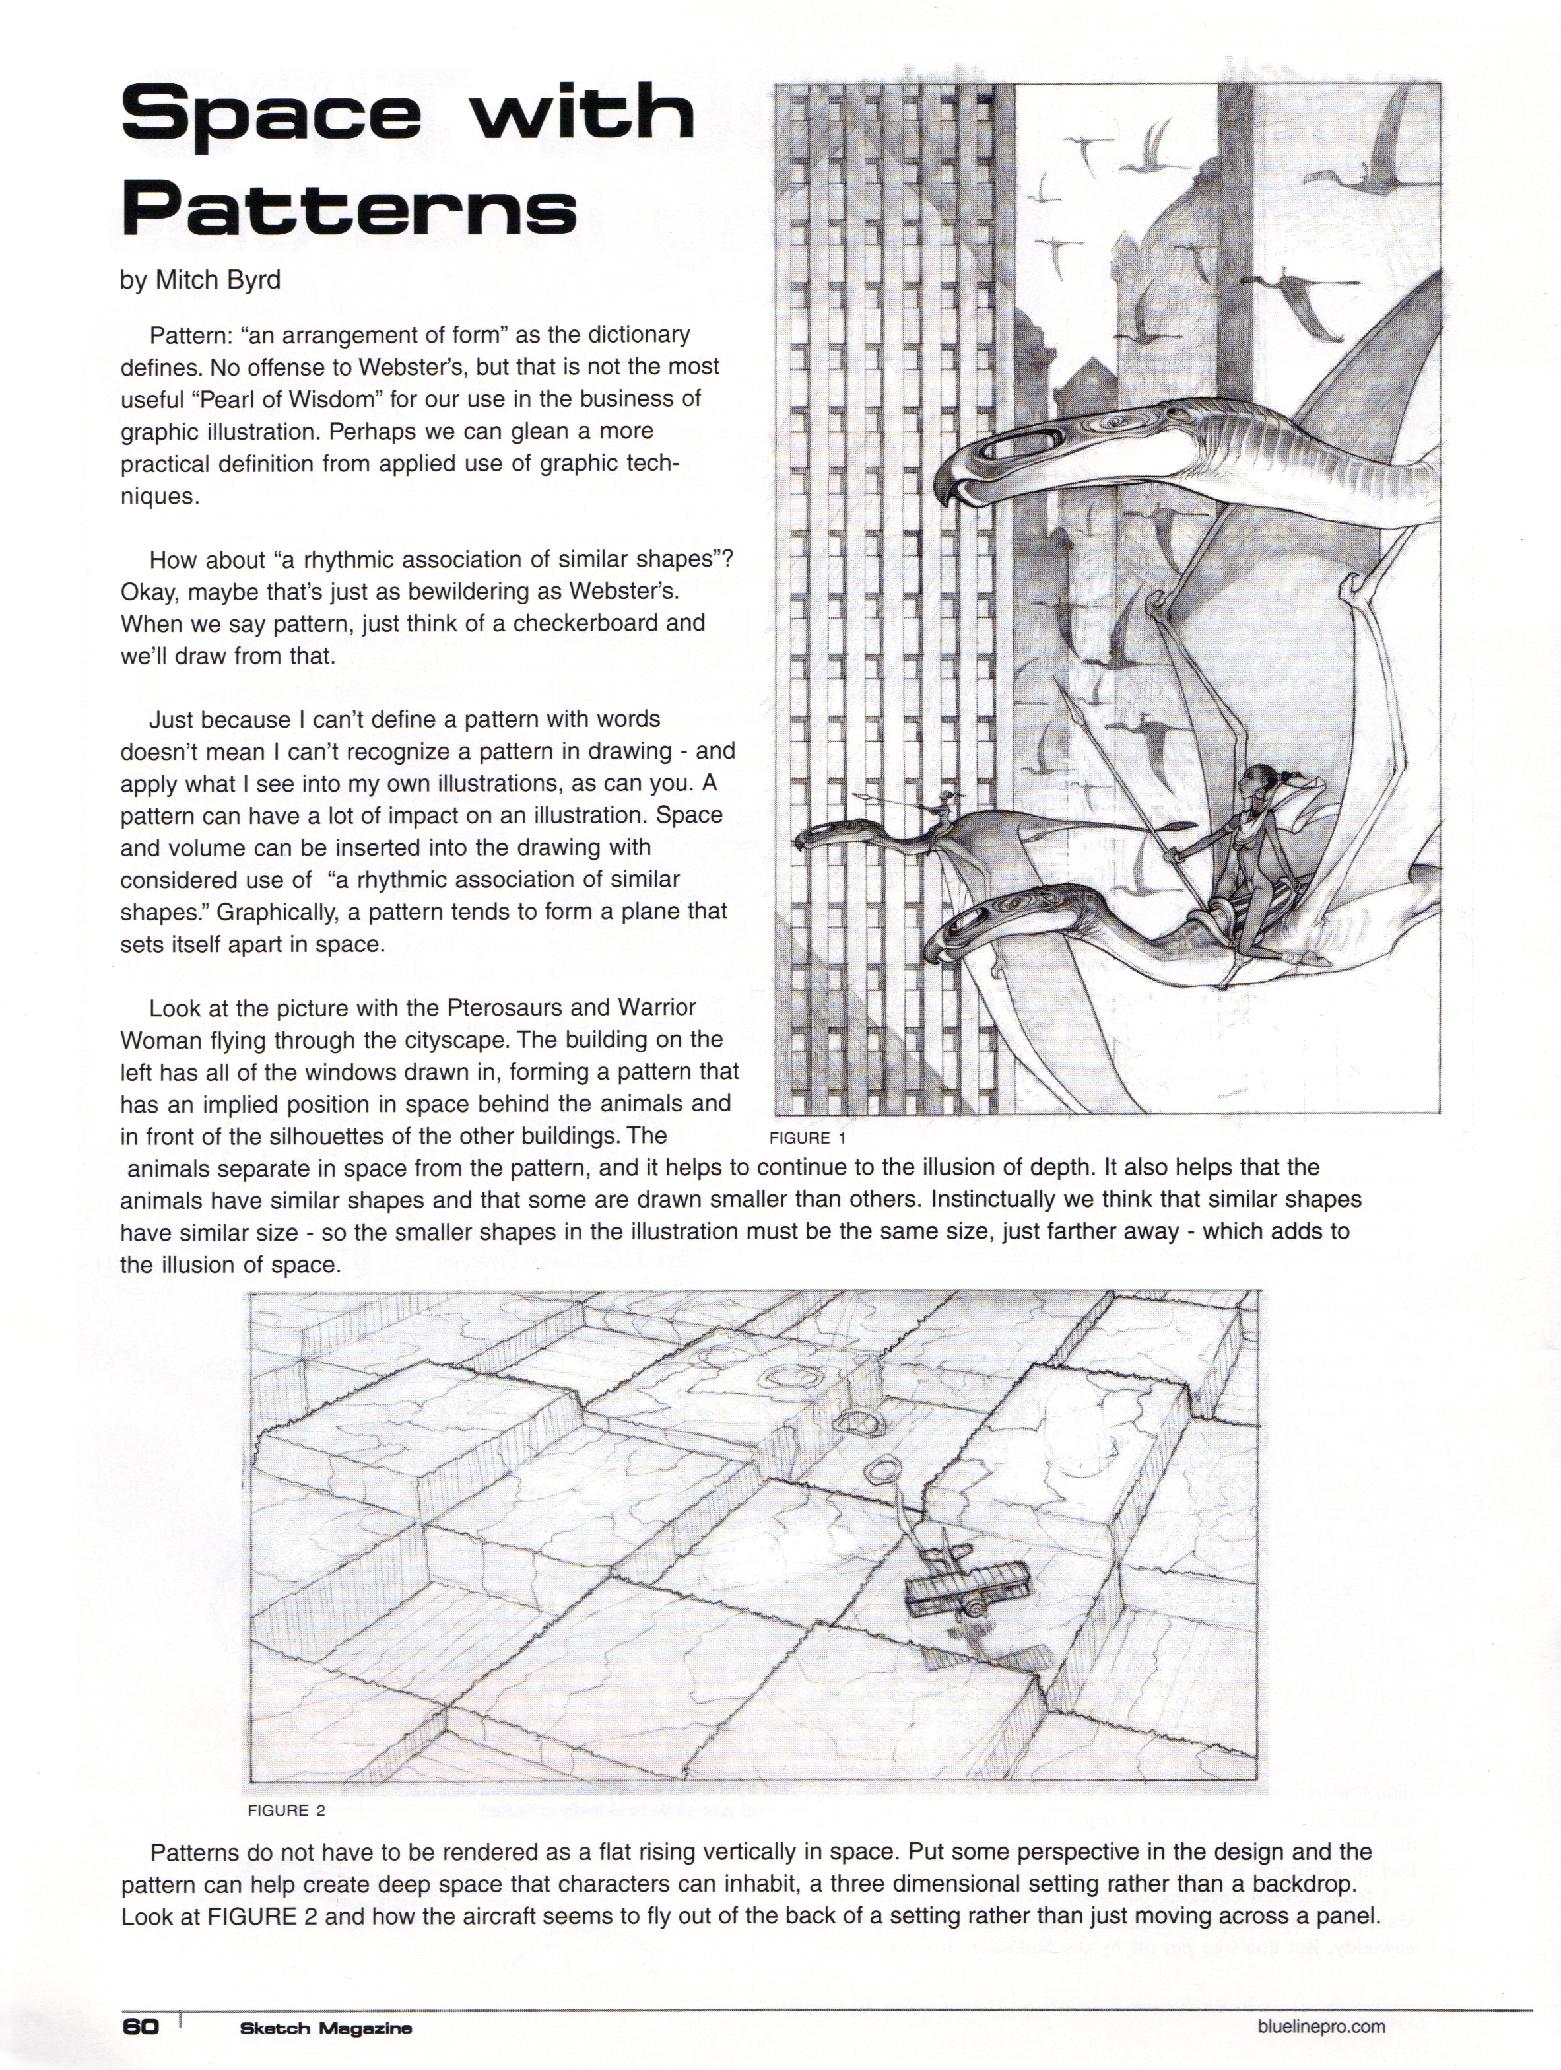 Space with
Patterns
by Mitch Byrd
Pattern: “an arrangement of form” as the dictionary
defines. No offense to Webster’s, but that is not the most
useful “Pearl of Wisdom” for our use in the business of
graphic illustration. Perhaps we can glean a more
practical definition from applied use of graphic tech-
niques.
How about “a rhythmic association of similar shapes”?
Okay, maybe that’s just as bewildering as Webster’s.
When we say pattern, just think of a checkerboard and
we’ll draw from that.
Just because I can’t define a pattern with words
doesn’t mean I can’t recognize a pattern in drawing - and
apply what I see into my own illustrations, as can you. A
pattern can have a lot of impact on an illustration. Space
and volume can be inserted into the drawing with
considered use of “a rhythmic association of similar
shapes.” Graphically, a pattern tends to form a plane that
sets itself apart in space.
Look at the picture with the Pterosaurs and Warrior
Woman flying through the cityscape. The building on the
left has all of the windows drawn in, forming a pattern that
has an implied position in space behind the animals and
in front of the silhouettes of the other buildings. The
FIGURE 1
animals separate in space from the pattern, and it helps to continue to the illusion of depth. It also helps that the
animals have similar shapes and that some are drawn smaller than others. Instinctually we think that similar shapes
have similar size - so the smaller shapes in the illustration must be the same size, just farther away - which adds to
the illusion of space.
FIGURE 2
Patterns do not have to be rendered as a flat rising vertically in space. Put some perspective in the design and the
pattern can help create deep space that characters can inhabit, a three dimensional setting rather than a backdrop.
Look at FIGURE 2 and how the aircraft seems to fly out of the back of a setting rather than just moving across a panel.
60 Sketch Magazine
bluelinepro.com